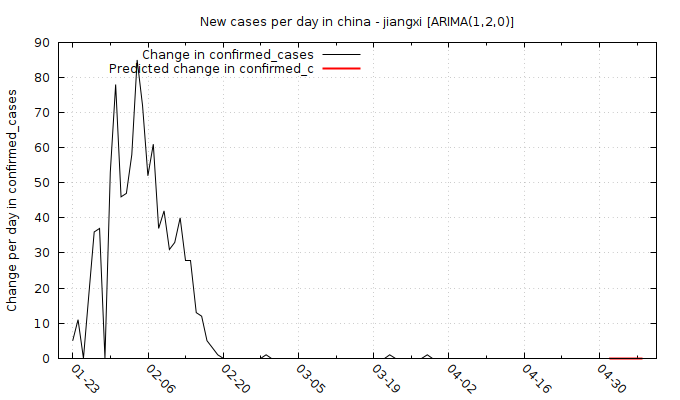 New cases per day in china - jiangxi [ARIMA(1,2,0)]
Change in confirmed_cases
Predicted change in confirmed_c
Change per day in confirmed_cases
90
80
70
60
50
40
30
20
10
0
01-23 02-06 02-20 03-05 03-19 04-02 04-16 04-30